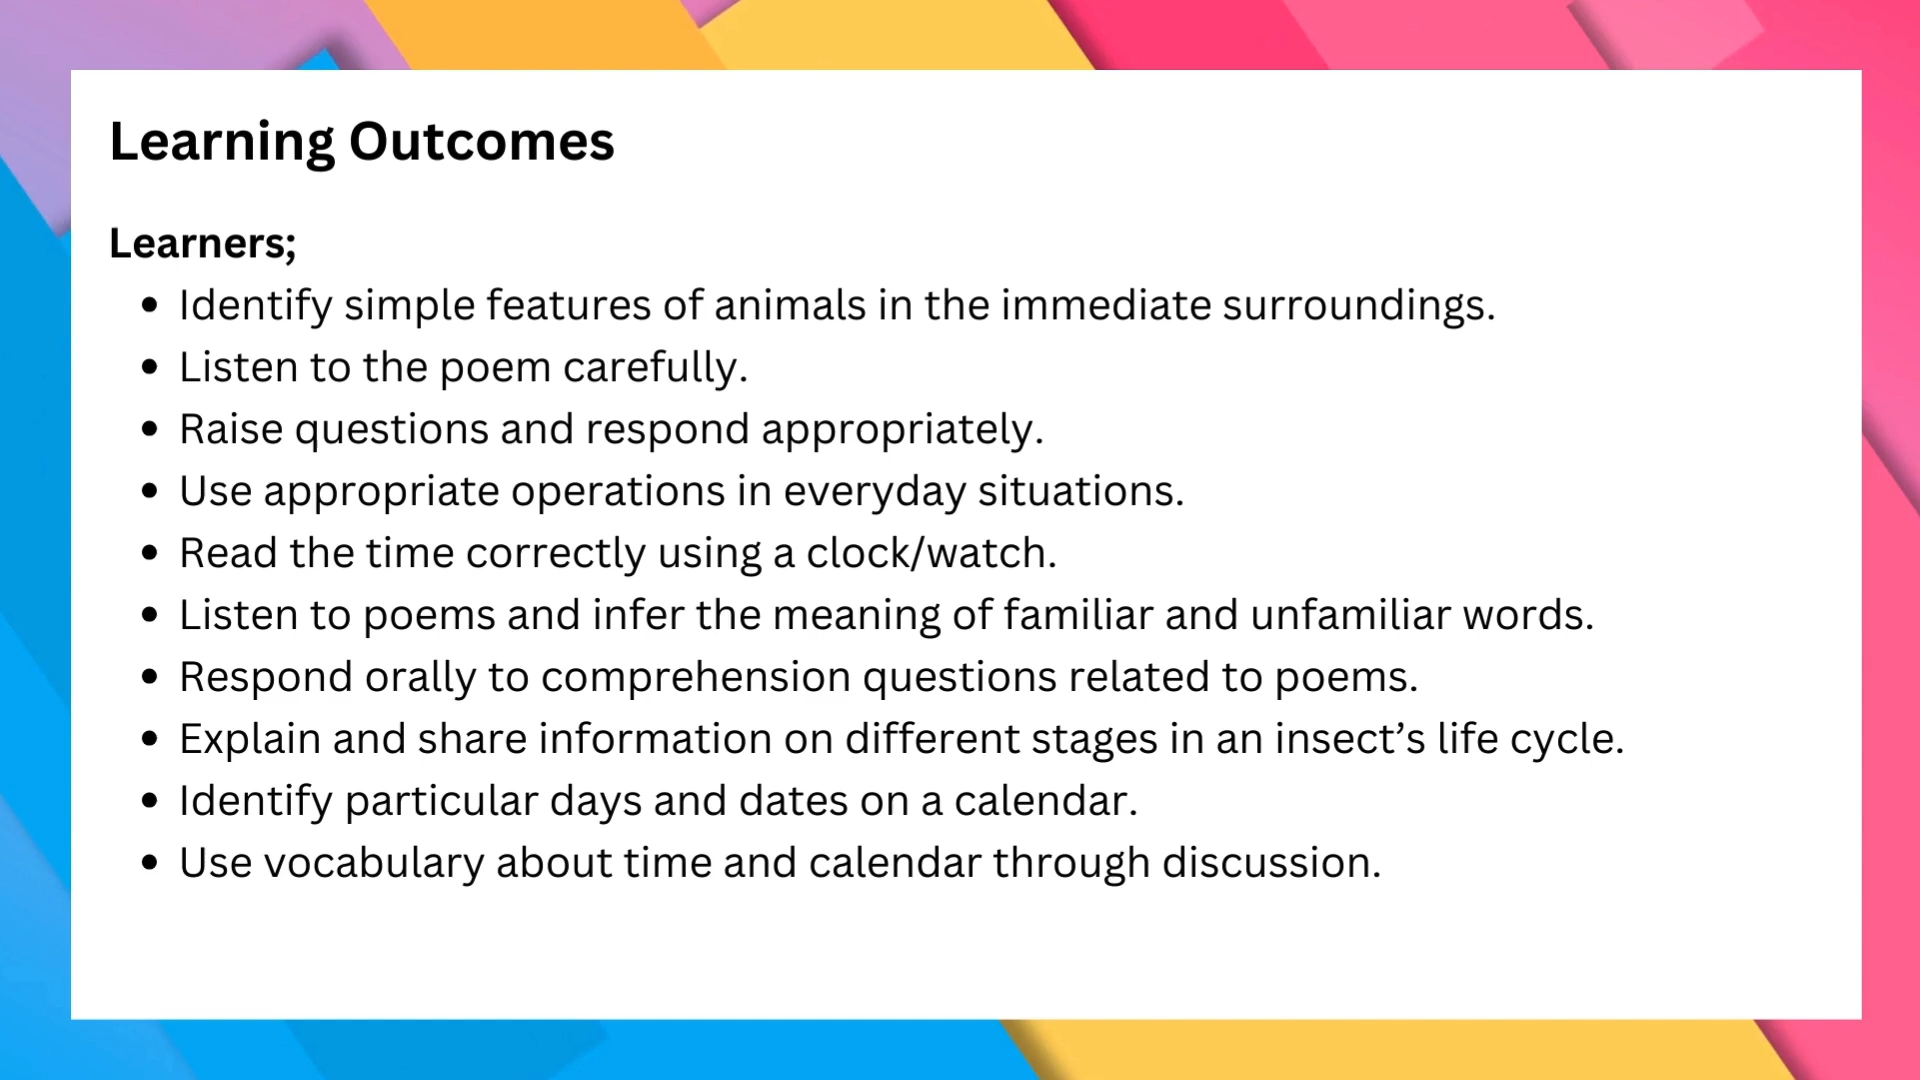 Learning Outcomes
Learners;
• Identify simple features of animals in the immediate surroundings.
• Listen to the poem carefully.
• Raise questions and respond appropriately.
• Use appropriate operations in everyday situations.
• Read the time correctly using a clock/watch.
• Listen to poems and infer the meaning of familiar and unfamiliar words.
• Respond orally to comprehension questions related to poems.
• Explain and share information on different stages in an insect’s life cycle.
• Identify particular days and dates on a calendar.
• Use vocabulary about time and calendar through discussion.